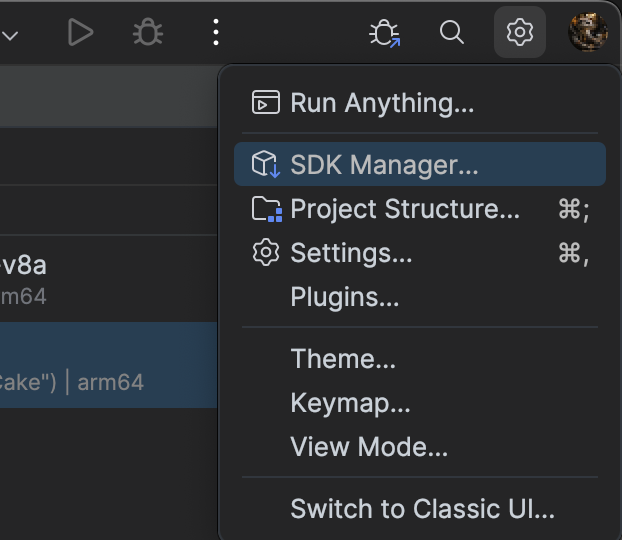 Run Anything...
SDK Manager...
Project Structure... ⌘;
Settings... ⌘,
Plugins...
Theme...
Keymap...
View Mode...
Switch to Classic UI...
-v8a
m64
Cake") | arm64